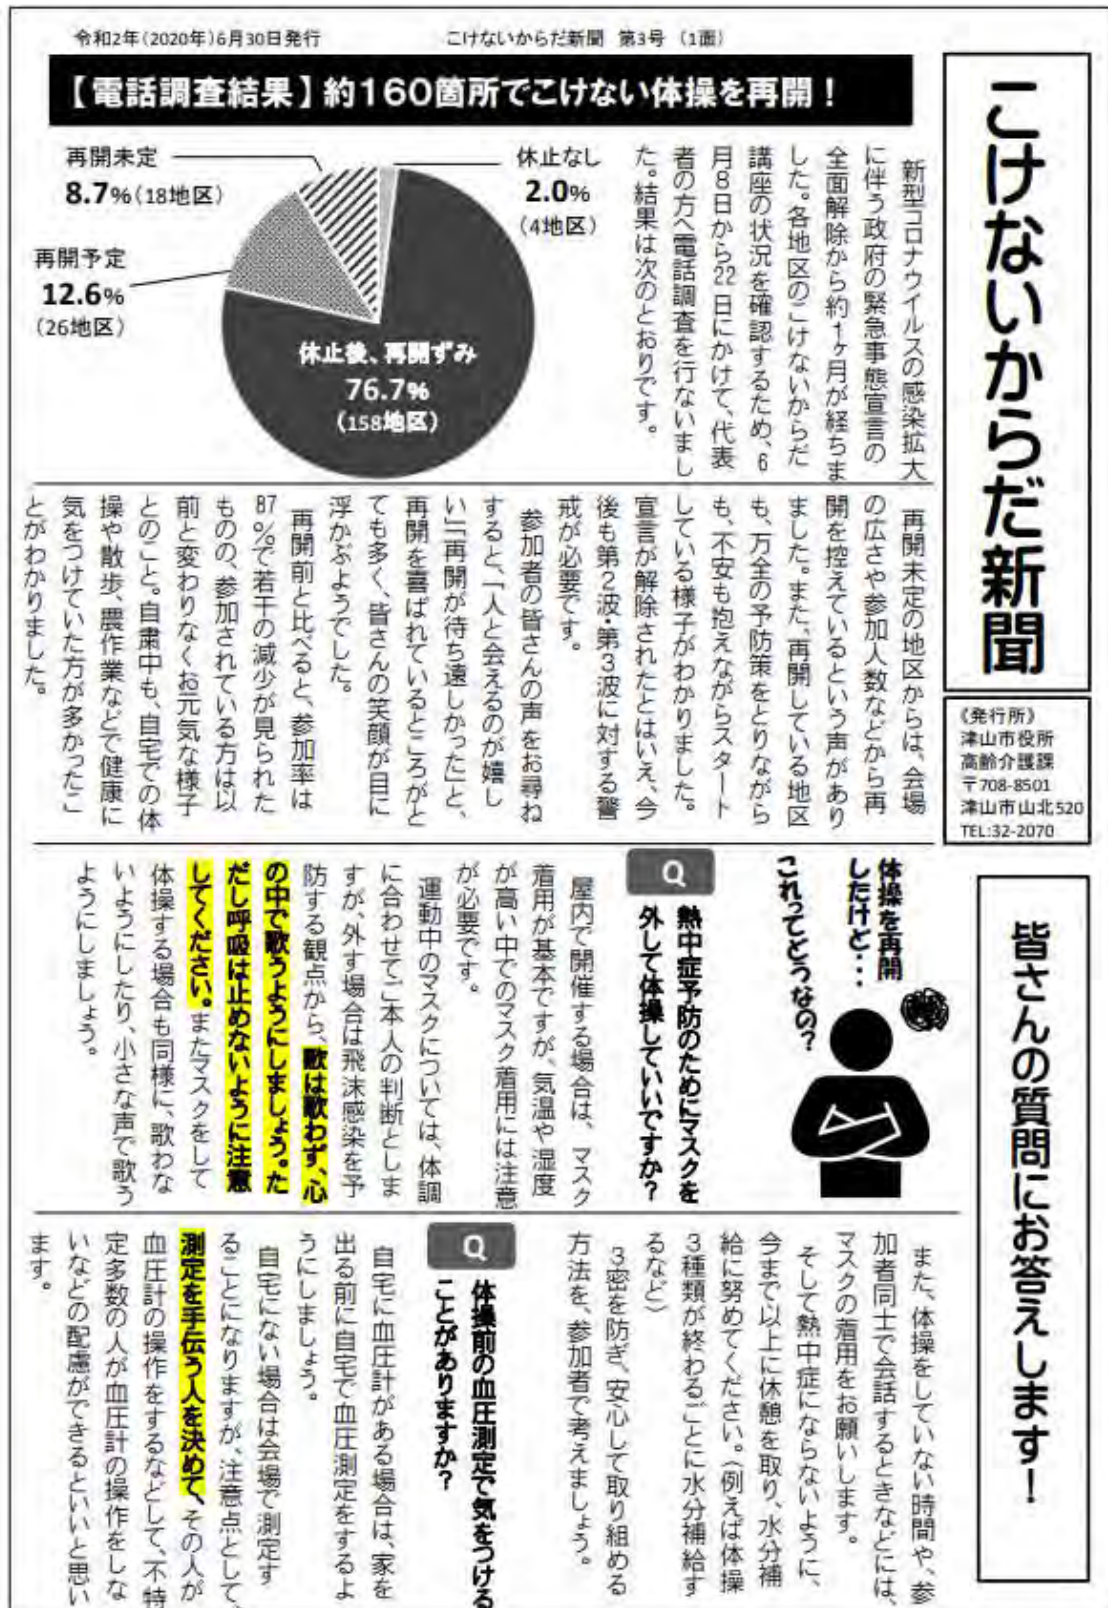 令和2年(2020年)6月30日発行
こけないからだ新聞 第3号 (1面)
こけないからだ新聞
《発行所》
津山市役所
高齢介護課
〒708-8501
津山市山北520
TEL:32-2070
【電話調査結果】約160箇所でこけない体操を再開!
再開未定
8.7%(18地区)
休止なし
2.0%
(4地区)
再開予定
12.6%
(26地区)
休止後、再開ずみ
76.7%
(158地区)
新型コロナウイルスの感染拡大
に伴う政府の緊急事態宣言の
全面解除から約1ヶ月が経ちま
した。各地区のこけないからだ
講座の状況を確認するため、6
月8日から22日にかけて、代表
者の方へ電話調査を行ないまし
た。結果は次のとおりです。
再開未定の地区からは、会場
の広さや参加人数などから再
開を控えているという声があり
ました。また、再開している地区
も、万全の予防策をとりながら
も、不安も抱えながらスタート
している様子がわかりました。
宣言が解除されたとはいえ、今
後も第2波・第3波に対する警
戒が必要です。
参加者の皆さんの声をお尋ね
すると、「人と会えるのが嬉し
い」「再開が待ち遠しかった」と、
再開を喜ばれているところがと
ても多く、皆さんの笑顔が目に
浮かぶようでした。
再開前と比べると、参加率は
87%で若干の減少が見られた
ものの、参加されている方は以
前と変わりなくお元気な様子
とのこと。自粛中も、自宅での体
操や散歩、農作業などで健康に
気をつけていた方が多かったこ
とがわかりました。
皆さんの質問にお答えします!
体操を再開
したけど・・・
これってどうなの?
Q
熱中症予防のためにマスクを
外して体操していいですか?
屋内で開催する場合は、マスク
着用が基本ですが、気温や湿度
が高い中でのマスク着用には注意
が必要です。
運動中のマスクについては、体調
に合わせてご本人の判断としま
すが、外す場合は飛沫感染を予
防する観点から、歌は歌わず、心
の中で歌うようにしましょう。た
だし呼吸は止めないように注意
してください。またマスクをして
体操する場合も同様に、歌わな
いようにしたり、小さな声で歌う
ようにしましょう。
また、体操をしていない時間や、参
加者同士で会話するときなどには、
マスクの着用をお願いします。
そして熱中症にならないように、
今まで以上に休憩を取り、水分補
給に努めてください。(例えば体操
3種類が終わるごとに水分補給す
るなど)
3密を防ぎ、安心して取り組める
方法を、参加者で考えましょう。
Q
体操前の血圧測定で気をつける
ことがありますか?
自宅に血圧計がある場合は、家を
出る前に自宅で血圧測定をするよ
うにしましょう。
自宅にない場合は会場で測定す
ることになりますが、注意点として、
測定を手伝う人を決めて、その人が
血圧計の操作をするなどして、不特
定多数の人が血圧計の操作をしな
いなどの配慮ができるといいと思い
ます。